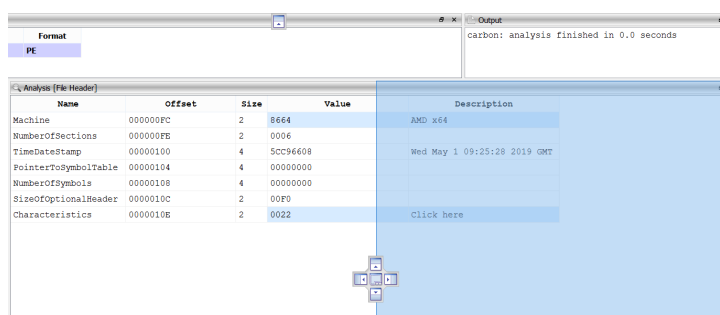 Output
Format
carbon: analysis finished in 0.0 seconds
PE
Analysis [File Header]
Name Offset Size Value Description
Machine 000000FC 2 8664 AMD x64
NumberOfSections 000000FE 2 0006
TimeDateStamp 00000100 4 5CC96608 Wed May 1 09:25:28 2019 GMT
PointerToSymbolTable 00000104 4 00000000
NumberOfSymbols 00000108 4 00000000
SizeOfOptionalHeader 0000010C 2 00F0
Characteristics 0000010E 2 0022 Click here